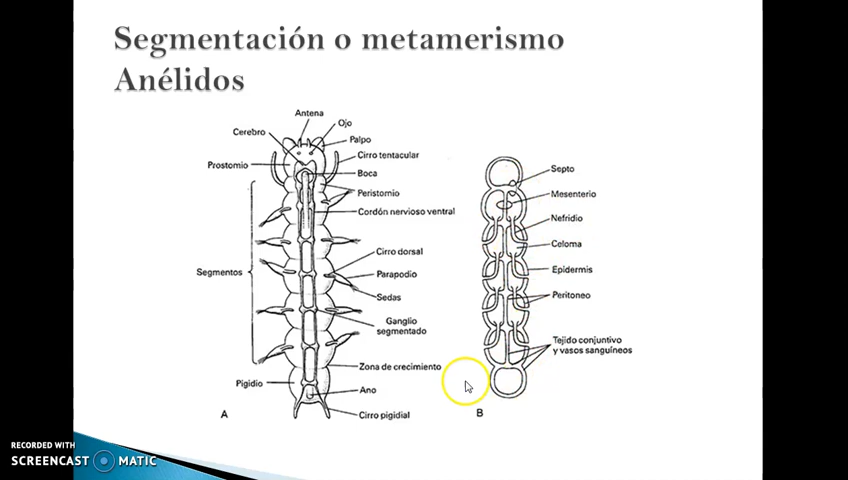 Segmentación o metamerismo
Anélidos
Antena
Ojo
Cerebro
Palpo
Cirro tentacular
Prostomio
Boca
Peristomio
Cordón nervioso ventral
Cirro dorsal
Segmentos
Parapodio
Sedas
Ganglio
segmentado
Zona de crecimiento
Pigidio
Ano
Cirro pigidial
A
Septo
Mesenterio
Nefridio
Celoma
Epidermis
Peritoneo
Tejido conjuntivo
y vasos sanguíneos
B
RECORDED WITH
SCREENCAST MATIC